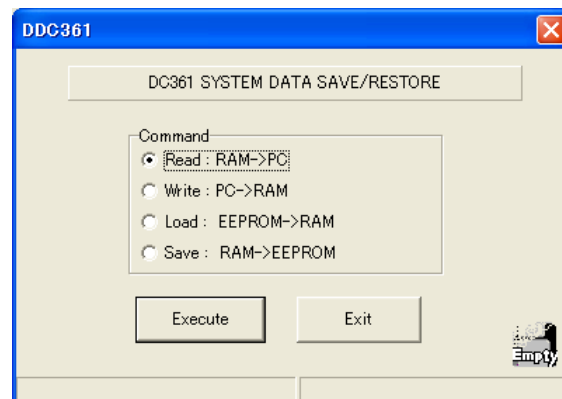 DDC361
DC361 SYSTEM DATA SAVE/RESTORE
Command
Read : RAM->PC
Write : PC->RAM
Load : EEPROM->RAM
Save : RAM->EEPROM
Execute Exit
Empty